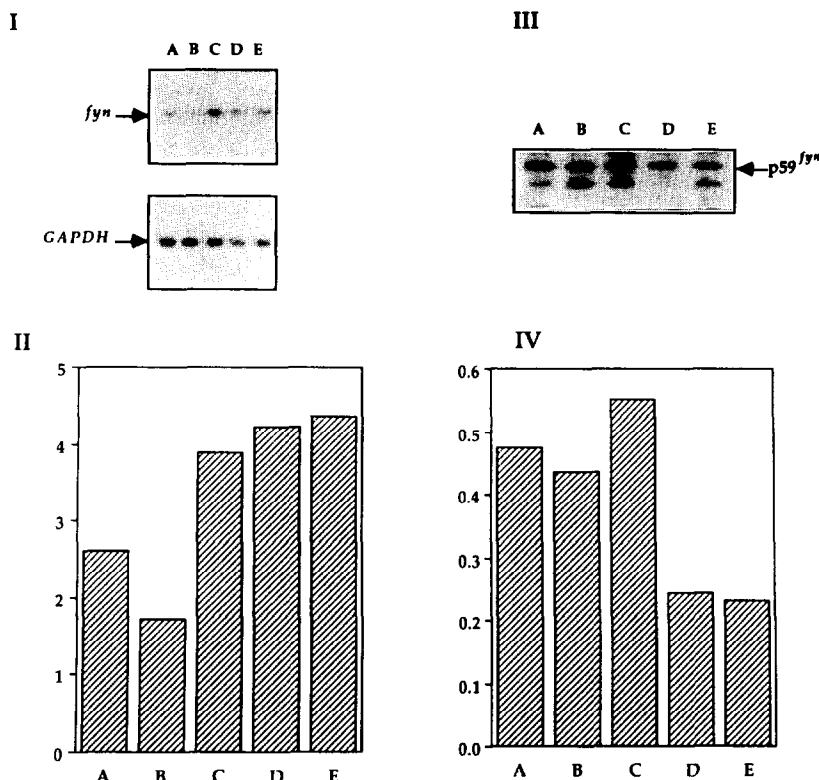 I
A B C D E
fyn
GAPDH
III
A B C D E
p59fyn
II
5
4
3
2
1
0
A B C D E
IV
0.6
0.5
0.4
0.3
0.2
0.1
0.0
A B C D E